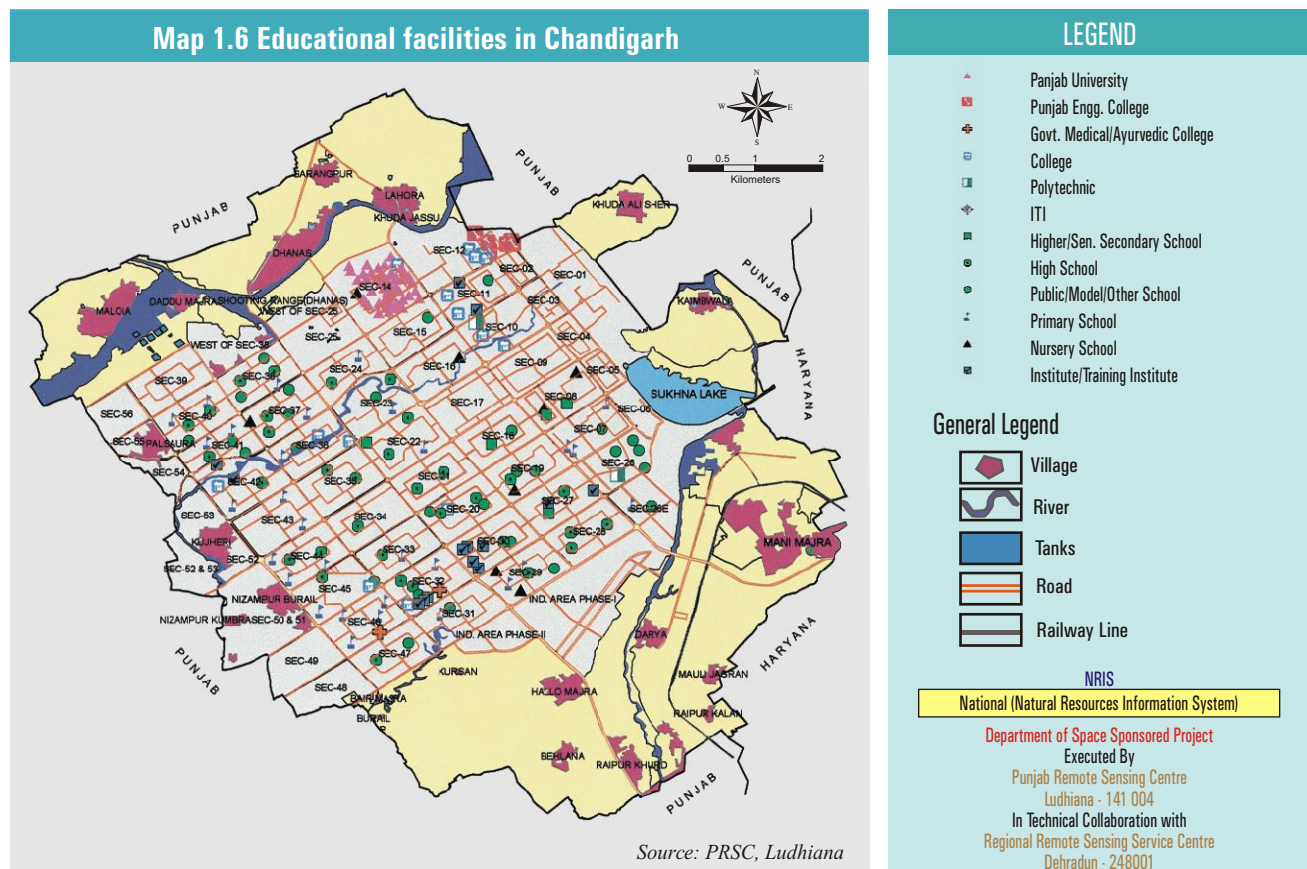 Map 1.6 Educational facilities in Chandigarh
N
W
E
S
0 0.5 1 2
Kilometers
PUNJAB
PUNJAB
SARANGPUR
LAHORA
KHUDA JASSU
KHUDA ALI SHER
DHANAS
SEC-12
SEC-02
SEC-01
PUNJAB
SEC-14
SEC-11
SEC-03
KAIMBWALA
MALOIA
DADDU MAJRA
SHOOTING RANGE(DHANAS)
WEST OF SEC-25
SEC-25
SEC-15
SEC-10
SEC-04
WEST OF SEC-38
SEC-24
SEC-16
SEC-09
SEC-05
HARYANA
SEC-39
SEC-38
SEC-23
SEC-17
SEC-08
SEC-06
SUKHNA LAKE
SEC-56
SEC-40
SEC-37
SEC-07
SEC-55
PALSAURA
SEC-41
SEC-36
SEC-22
SEC-18
SEC-26
SEC-54
SEC-42
SEC-35
SEC-21
SEC-19
SEC-27
SEC-26E
SEC-53
SEC-43
SEC-34
SEC-20
SEC-28
MANI MAJRA
KUJHERI
SEC-52
SEC-44
SEC-33
SEC-30
SEC-29
SEC-52 & 53
SEC-45
SEC-32
NIZAMPUR BURAIL
IND. AREA PHASE-I
NIZAMPUR KUMBRA
SEC-50 & 51
SEC-46
SEC-31
IND. AREA PHASE-II
DARYA
HARYANA
PUNJAB
SEC-49
SEC-47
KURSAN
MAULI JAGRAN
SEC-48
HALLO MAJRA
BURAIL
RAIPUR KALAN
BEHLANA
RAIPUR KHURD
PUNJAB
Source: PRSC, Ludhiana
LEGEND
Panjab University
Punjab Engg. College
Govt. Medical/Ayurvedic College
College
Polytechnic
ITI
Higher/Sen. Secondary School
High School
Public/Model/Other School
Primary School
Nursery School
Institute/Training Institute
General Legend
Village
River
Tanks
Road
Railway Line
NRIS
National (Natural Resources Information System)
Department of Space Sponsored Project
Executed By
Punjab Remote Sensing Centre
Ludhiana - 141 004
In Technical Collaboration with
Regional Remote Sensing Service Centre
Dehradun - 248001